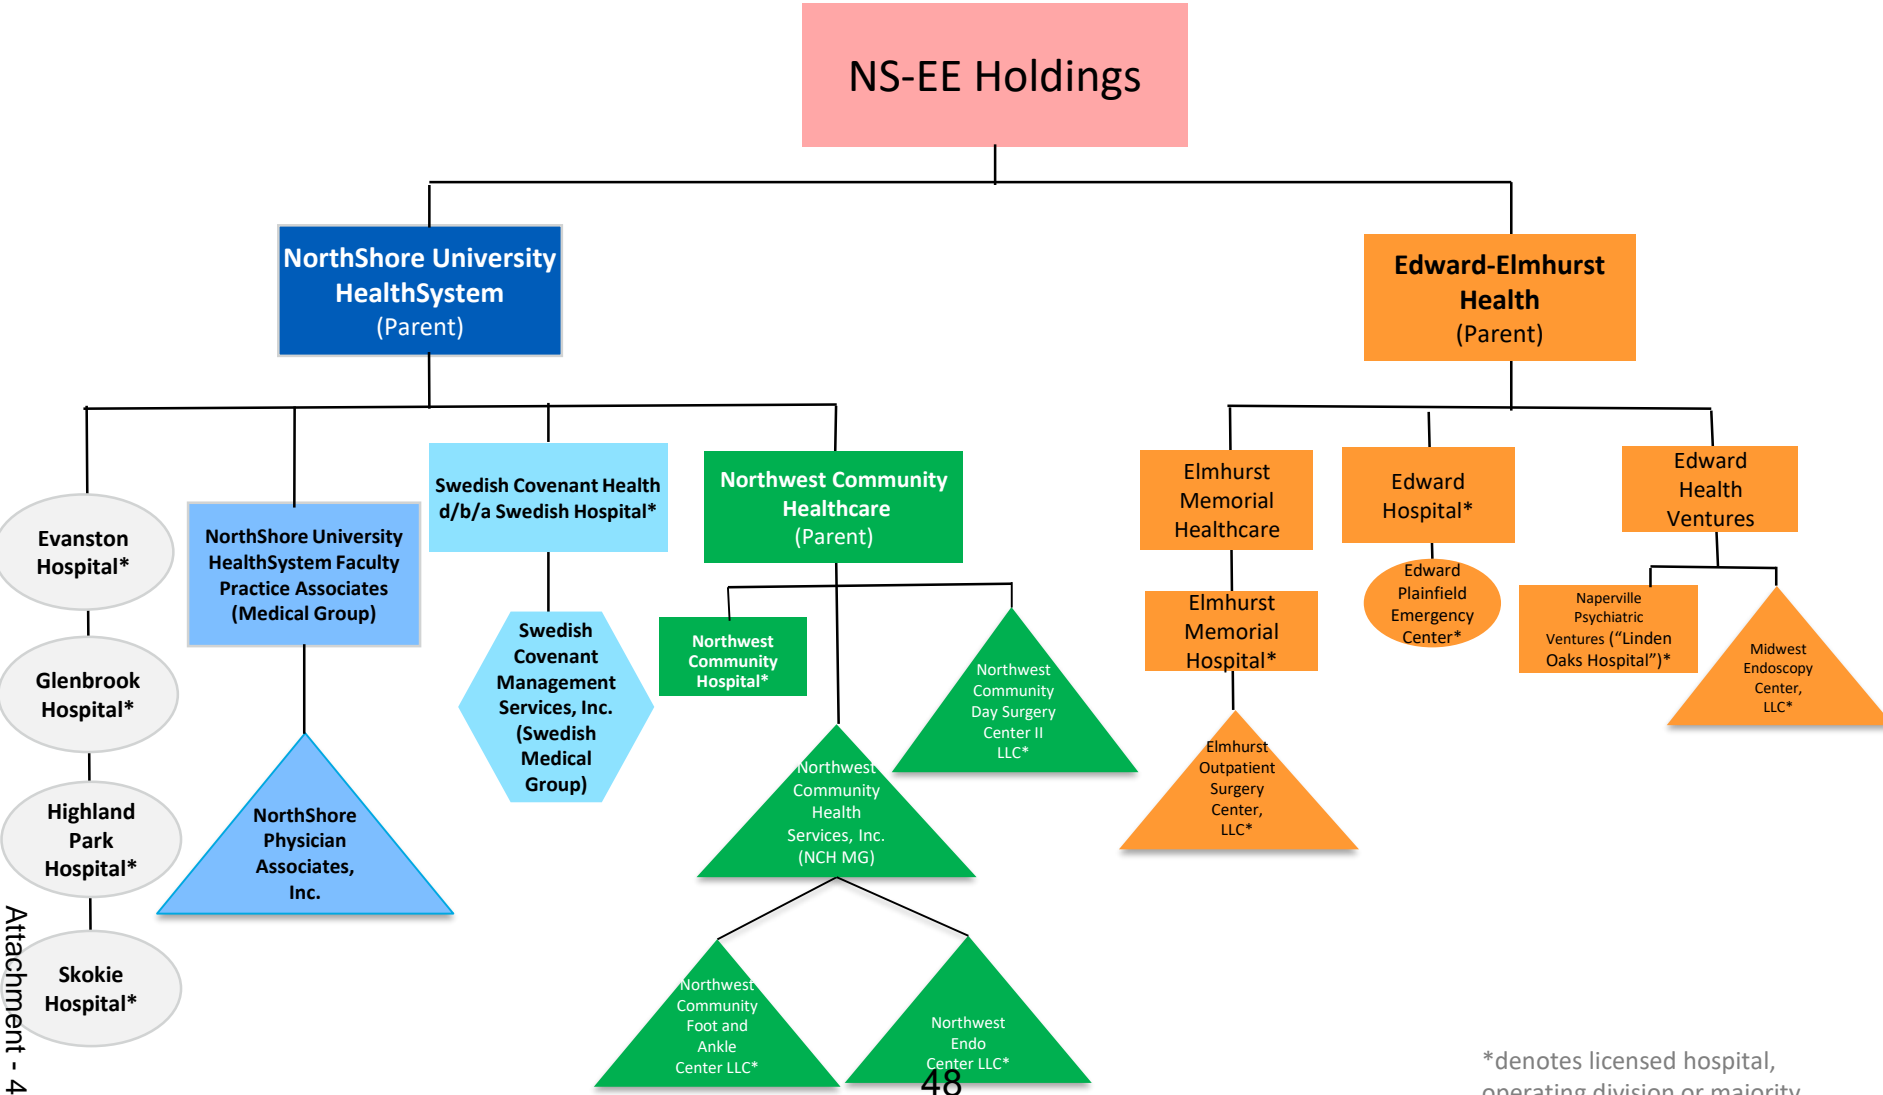 NS-EE Holdings
NorthShore University
HealthSystem
(Parent)
Edward-Elmhurst
Health
(Parent)
Evanston
Hospital*
Glenbrook
Hospital*
Highland
Park
Hospital*
Skokie
Hospital*
NorthShore University
HealthSystem Faculty
Practice Associates
(Medical Group)
NorthShore
Physician
Associates,
Inc.
Swedish Covenant Health
d/b/a Swedish Hospital*
Swedish
Covenant
Management
Services, Inc.
(Swedish
Medical
Group)
Northwest Community
Healthcare
(Parent)
Northwest
Community
Hospital*
Northwest
Community
Health
Services, Inc.
(NCH MG)
Northwest
Community
Day Surgery
Center II
LLC*
Northwest
Community
Foot and
Ankle
Center LLC*
Northwest
Endo
Center LLC*
Elmhurst
Memorial
Healthcare
Elmhurst
Memorial
Hospital*
Elmhurst
Outpatient
Surgery
Center,
LLC*
Edward
Hospital*
Edward
Plainfield
Emergency
Center*
Edward
Health
Ventures
Naperville
Psychiatric
Ventures (“Linden
Oaks Hospital”)*
Midwest
Endoscopy
Center,
LLC*
*denotes licensed hospital,
operating division or majority
48
Attachment - 4